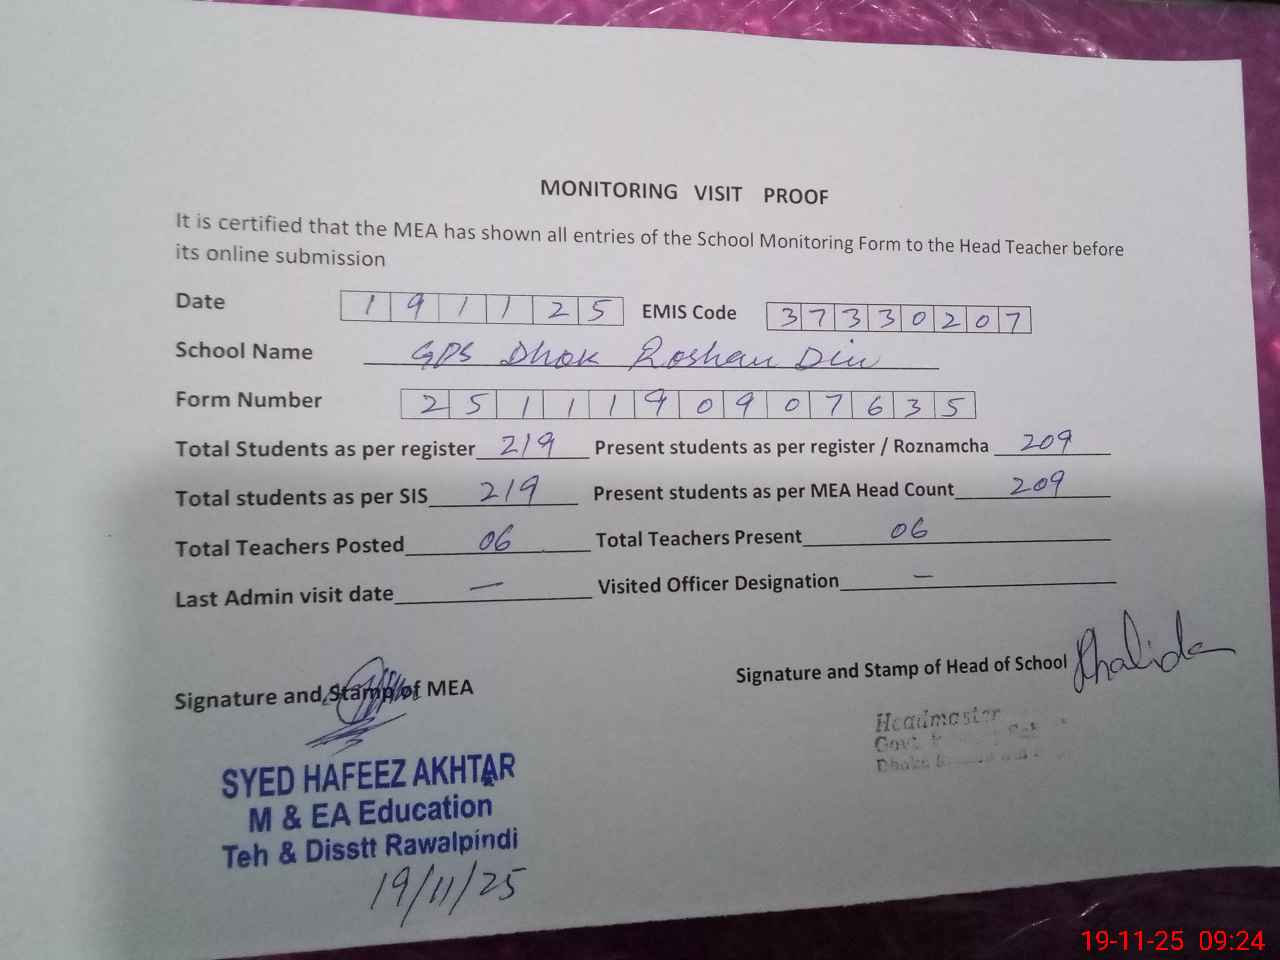 MONITORING VISIT PROOF
It is certified that the MEA has shown all entries of the School Monitoring Form to the Head Teacher before
its online submission
Date 191125 EMIS Code 37330207
School Name GPS Dhok Roshan Din
Form Number 2511190907635
Total Students as per register 219 Present students as per register / Roznamcha 209
Total students as per SIS 219 Present students as per MEA Head Count 209
Total Teachers Posted 06 Total Teachers Present 06
Last Admin visit date — Visited Officer Designation —
Signature and Stamp of MEA Signature and Stamp of Head of School Khalida
Headmaster
Govt
SYED HAFEEZ AKHTAR
M & EA Education
Teh & Disstt Rawalpindi
19/11/25
19-11-25 09:24